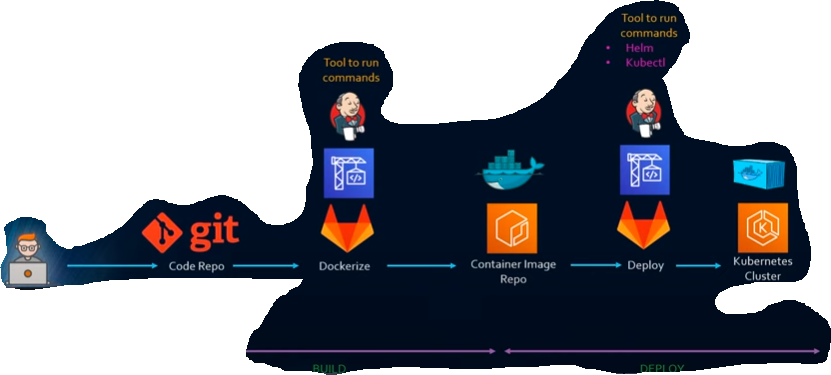 Tool to run
commands
• Helm
• Kubectl
Tool to run
commands
git
Code Repo
Dockerize
Container Image
Repo
Deploy
Kubernetes
Cluster
BUILD
DEPLOY